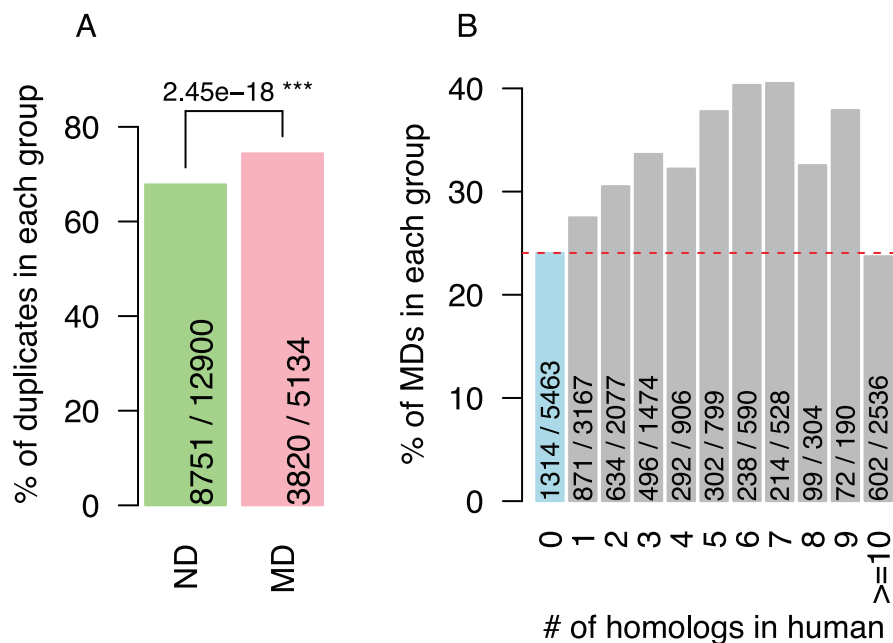 A
2.45e−18 ***
% of duplicates in each group
80
60
40
20
0
8751 / 12900
3820 / 5134
ND
MD
B
% of MDs in each group
40
30
20
10
0
1314 / 5463
871 / 3167
634 / 2077
496 / 1474
292 / 906
302 / 799
238 / 590
214 / 528
99 / 304
72 / 190
602 / 2536
0
1
2
3
4
5
6
7
8
9
>=10
# of homologs in human